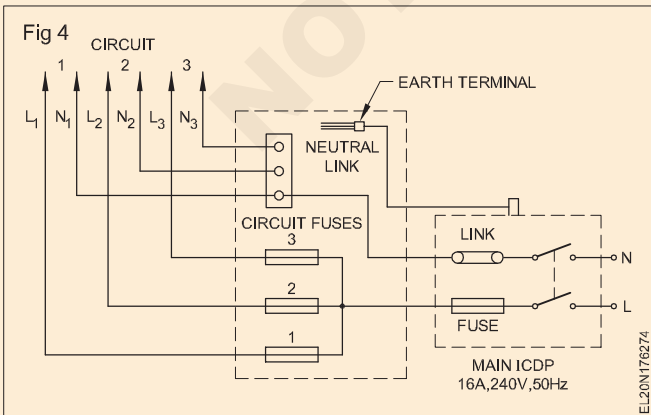 Fig 4
CIRCUIT
1 2 3
L1 N1 L2 N2 L3 N3
EARTH TERMINAL
NEUTRAL
LINK
CIRCUIT FUSES
3
2
1
LINK
N
L
FUSE
MAIN ICDP
16A,240V,50Hz
EL20N176274
NO